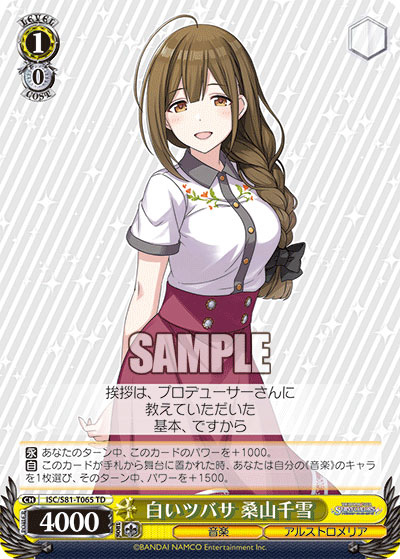 LEVEL
1
0
COST
SAMPLE
挨拶は、プロデューサーさんに
教えていただいた
基本、ですから
永 あなたのターン中、このカードのパワーを+1000。
自 このカードが手札から舞台に置かれた時、あなたは自分の《音楽》のキャラ
を1枚選び、そのターン中、パワーを+1500。
CH ISC/S81-T065 TD
POWER
4000
白いツバサ 桑山千雪
音楽 アルストロメリア
©BANDAI NAMCO Entertainment Inc.